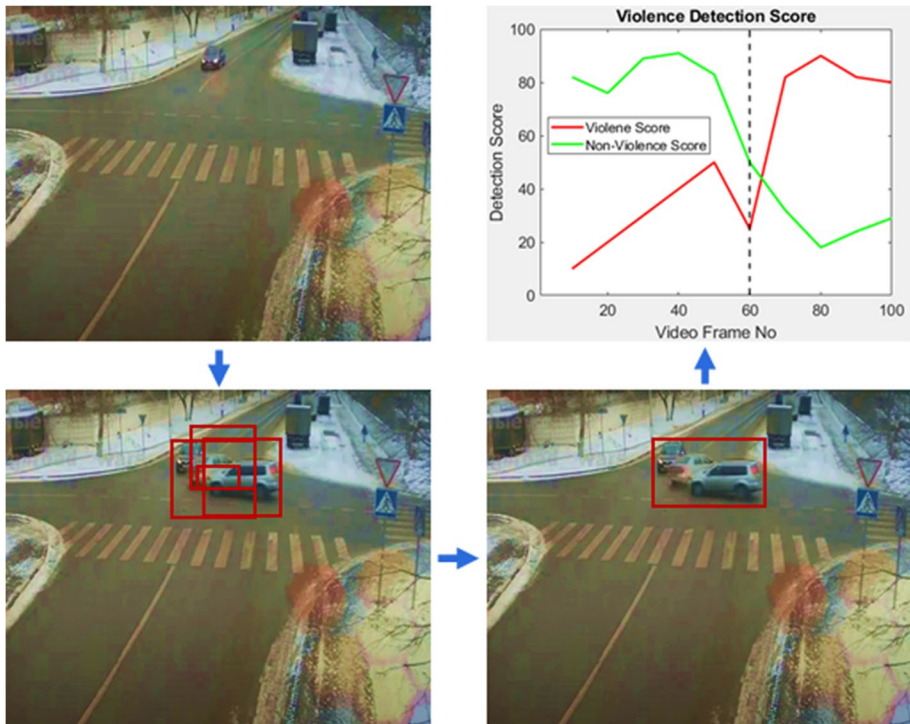 Violence Detection Score
100
80
60
40
20
0
Detection Score
Violene Score
Non-Violence Score
20
40
60
80
100
Video Frame No